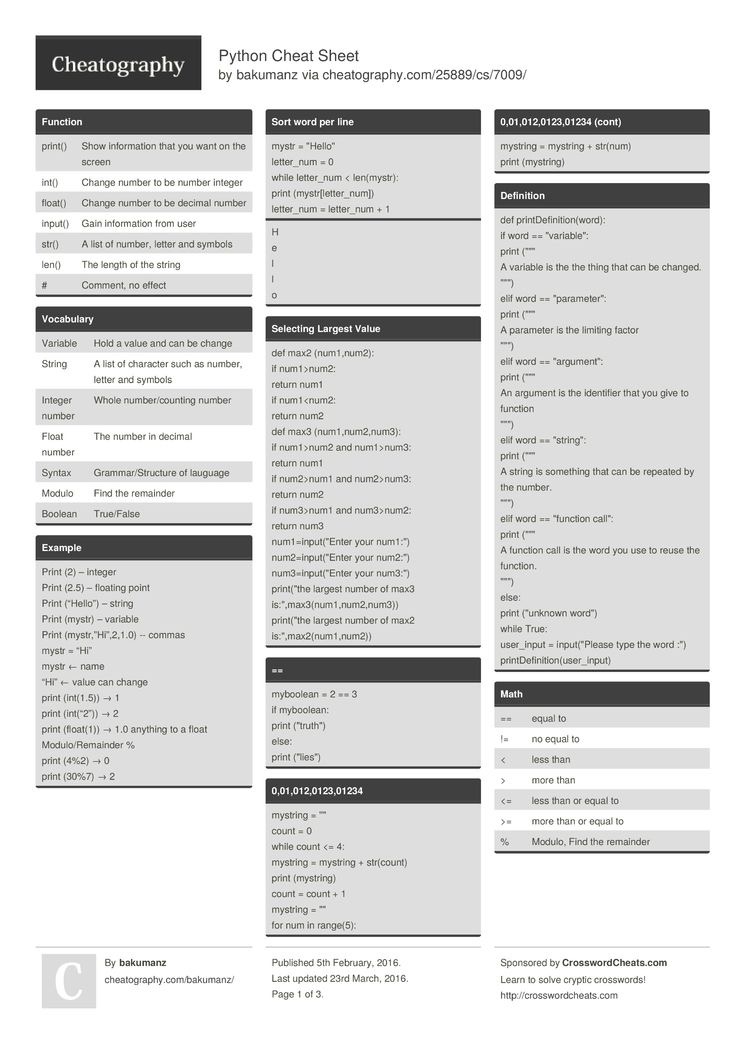 Cheatography
Python Cheat Sheet
by bakumanz via cheatography.com/25889/cs/7009/
Function
print() Show information that you want on the
screen
int() Change number to be number integer
float() Change number to be decimal number
input() Gain information from user
str() A list of number, letter and symbols
len() The length of the string
# Comment, no effect
Vocabulary
Variable Hold a value and can be change
String A list of character such as number,
letter and symbols
Integer Whole number/counting number
number
Float The number in decimal
number
Syntax Grammar/Structure of lauguage
Modulo Find the remainder
Boolean True/False
Example
Print (2) – integer
Print (2.5) – floating point
Print (“Hello”) – string
Print (mystr) – variable
Print (mystr,”Hi”,2,1.0) -- commas
mystr = “Hi”
mystr ← name
“Hi” ← value can change
print (int(1.5)) → 1
print (int(“2”)) → 2
print (float(1)) → 1.0 anything to a float
Modulo/Remainder %
print (4%2) → 0
print (30%7) → 2
Sort word per line
mystr = "Hello"
letter_num = 0
while letter_num < len(mystr):
print (mystr[letter_num])
letter_num = letter_num + 1
H
e
l
l
o
Selecting Largest Value
def max2 (num1,num2):
if num1>num2:
return num1
if num1<num2:
return num2
def max3 (num1,num2,num3):
if num1>num2 and num1>num3:
return num1
if num2>num1 and num2>num3:
return num2
if num3>num1 and num3>num2:
return num3
num1=input("Enter your num1:")
num2=input("Enter your num2:")
num3=input("Enter your num3:")
print("the largest number of max3
is:",max3(num1,num2,num3))
print("the largest number of max2
is:",max2(num1,num2))
==
myboolean = 2 == 3
if myboolean:
print ("truth")
else:
print ("lies")
0,01,012,0123,01234
mystring = ""
count = 0
while count <= 4:
mystring = mystring + str(count)
print (mystring)
count = count + 1
mystring = ""
for num in range(5):
0,01,012,0123,01234 (cont)
mystring = mystring + str(num)
print (mystring)
Definition
def printDefinition(word):
if word == "variable":
print ("""
A variable is the the thing that can be changed.
""")
elif word == "parameter":
print ("""
A parameter is the limiting factor
""")
elif word == "argument":
print ("""
An argument is the identifier that you give to
function
""")
elif word == "string":
print ("""
A string is something that can be repeated by
the number.
""")
elif word == "function call":
print ("""
A function call is the word you use to reuse the
function.
""")
else:
print ("unknown word")
while True:
user_input = input("Please type the word :")
printDefinition(user_input)
Math
== equal to
!= no equal to
< less than
> more than
<= less than or equal to
>= more than or equal to
% Modulo, Find the remainder
C
By bakumanz
cheatography.com/bakumanz/
Published 5th February, 2016.
Last updated 23rd March, 2016.
Page 1 of 3.
Sponsored by CrosswordCheats.com
Learn to solve cryptic crosswords!
http://crosswordcheats.com